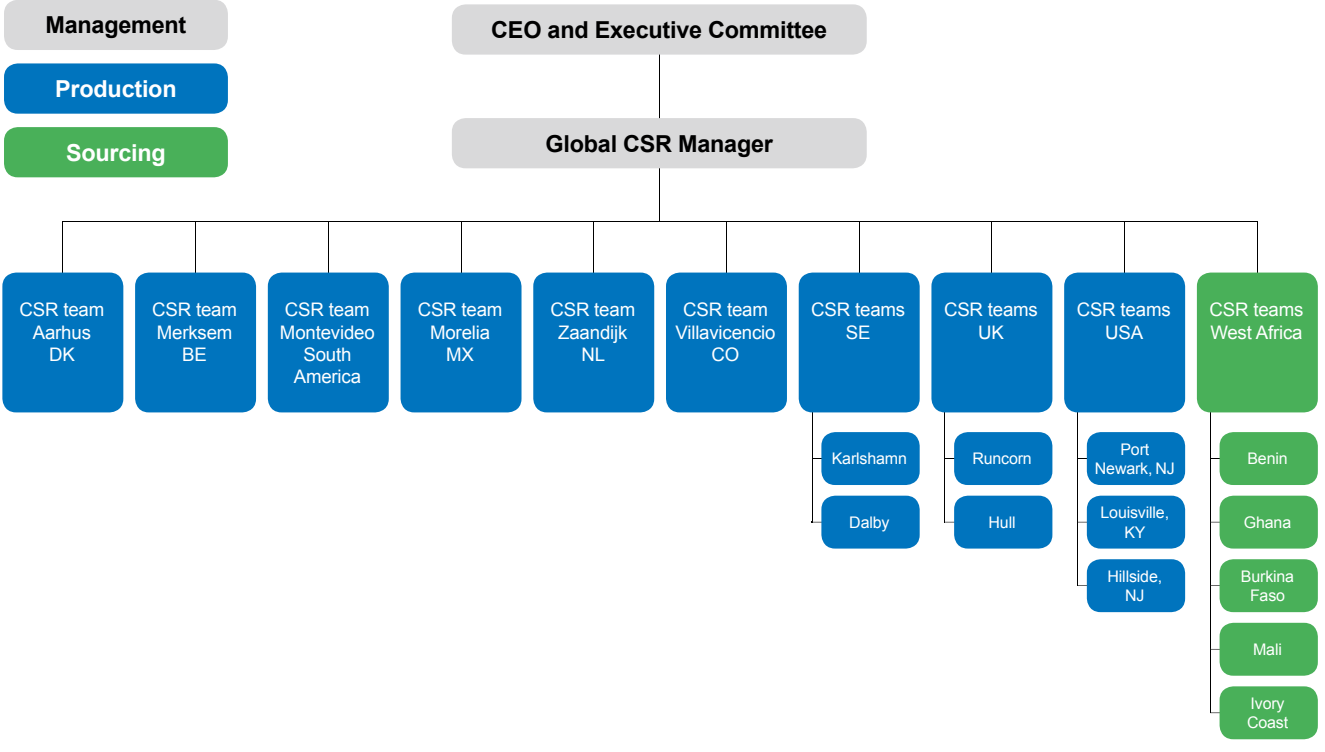 Management
Production
Sourcing
CEO and Executive Committee
Global CSR Manager
CSR team
Aarhus
DK
CSR team
Merksem
BE
CSR team
Montevideo
South
America
CSR team
Morelia
MX
CSR team
Zaandijk
NL
CSR team
Villavicencio
CO
CSR teams
SE
CSR teams
UK
CSR teams
USA
CSR teams
West Africa
Karlshamn
Dalby
Runcorn
Hull
Port
Newark, NJ
Louisville,
KY
Hillside,
NJ
Benin
Ghana
Burkina
Faso
Mali
Ivory
Coast